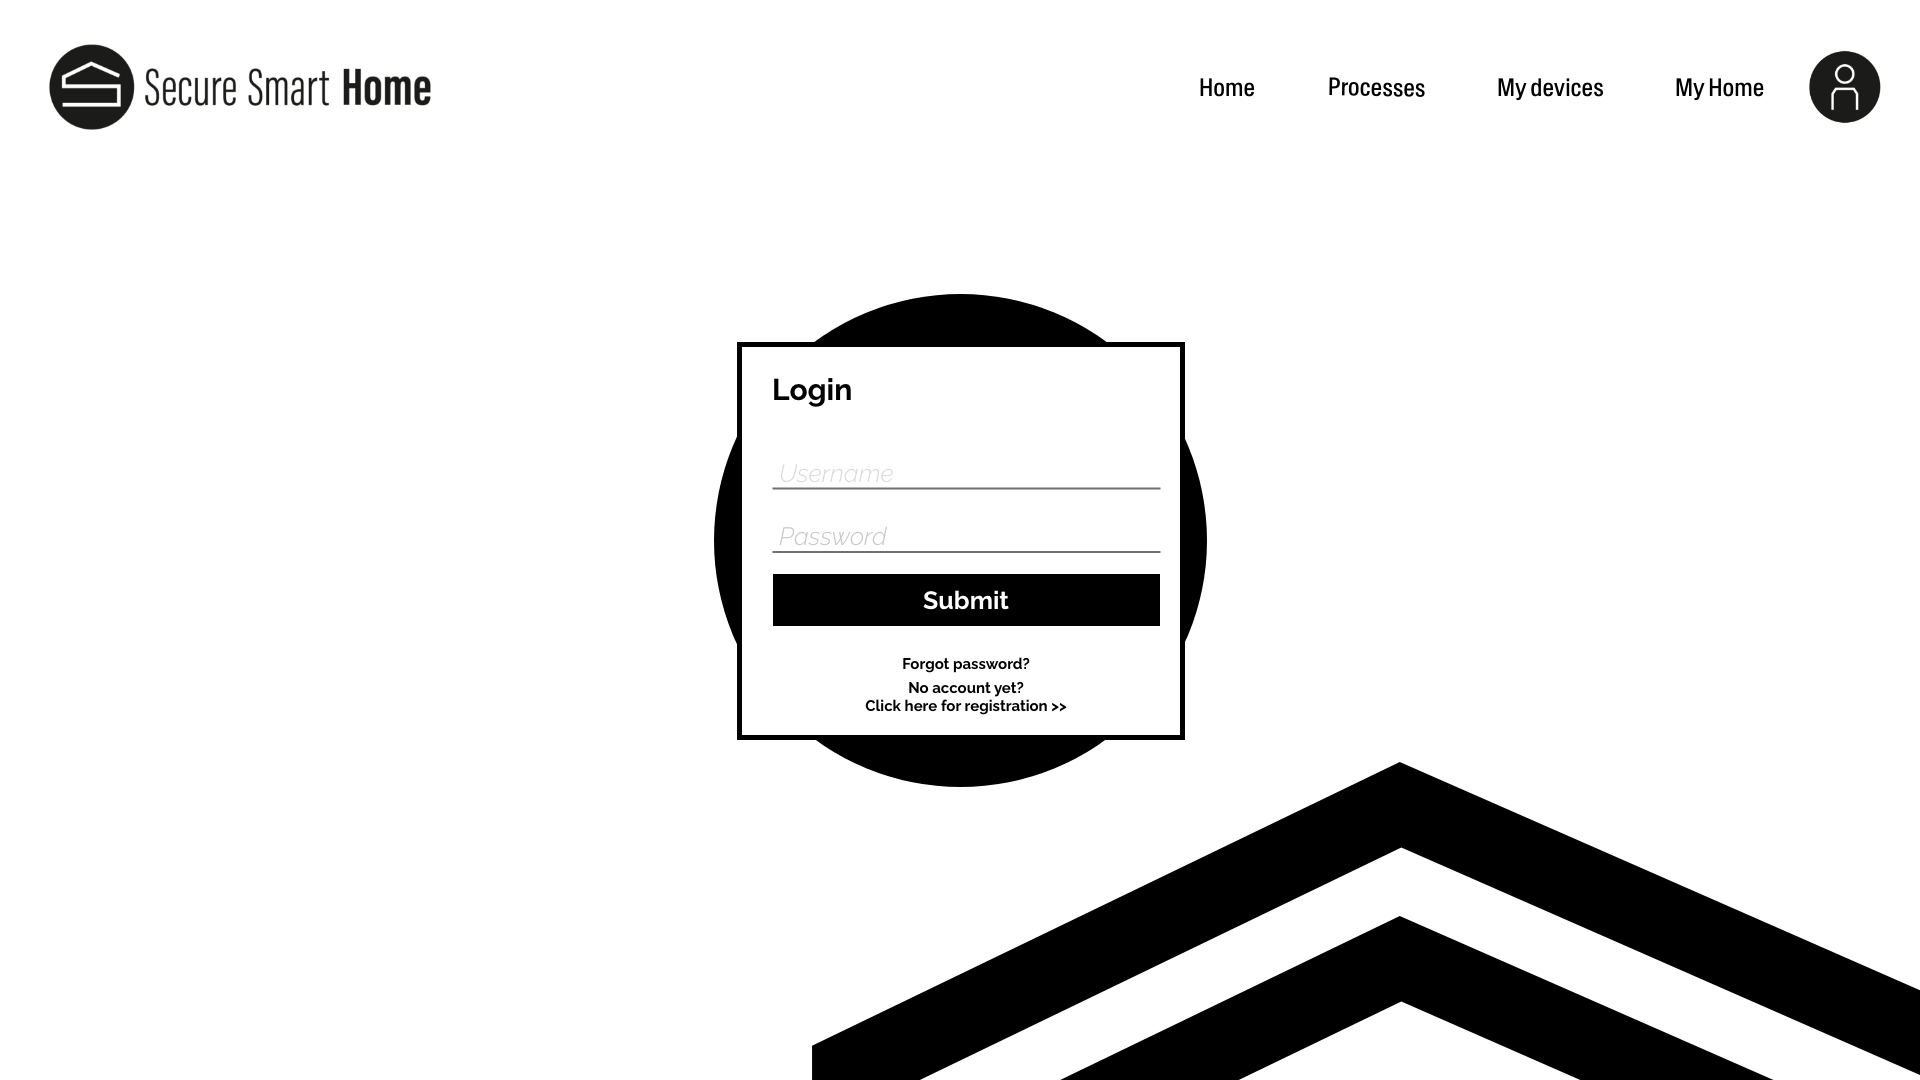 Secure Smart Home
Home Processes My devices My Home
Login
Username
Password
Submit
Forgot password?
No account yet?
Click here for registration >>